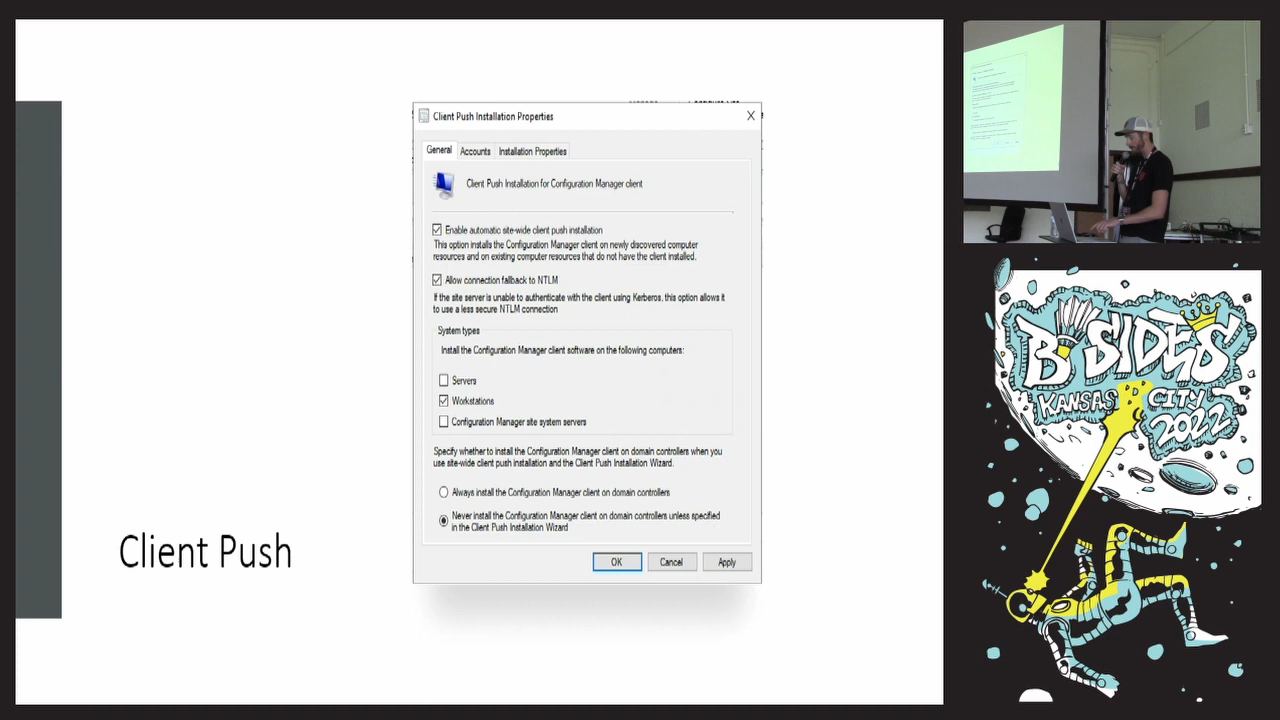 Client Push Installation Properties
X
General Accounts Installation Properties
Client Push Installation for Configuration Manager client
Enable automatic site-wide client push installation
This option installs the Configuration Manager client on newly discovered computer
resources and on existing computer resources that do not have the client installed.
Allow connection fallback to NTLM
If the site server is unable to authenticate with the client using Kerberos, this option allows it
to use a less secure NTLM connection
System types
Install the Configuration Manager client software on the following computers:
Servers
Workstations
Configuration Manager site system servers
Specify whether to install the Configuration Manager client on domain controllers when you
use site-wide client push installation and the Client Push Installation Wizard.
Always install the Configuration Manager client on domain controllers
Never install the Configuration Manager client on domain controllers unless specified
in the Client Push Installation Wizard
OK Cancel Apply
Client Push
BSIDES
KANSAS CITY
2022